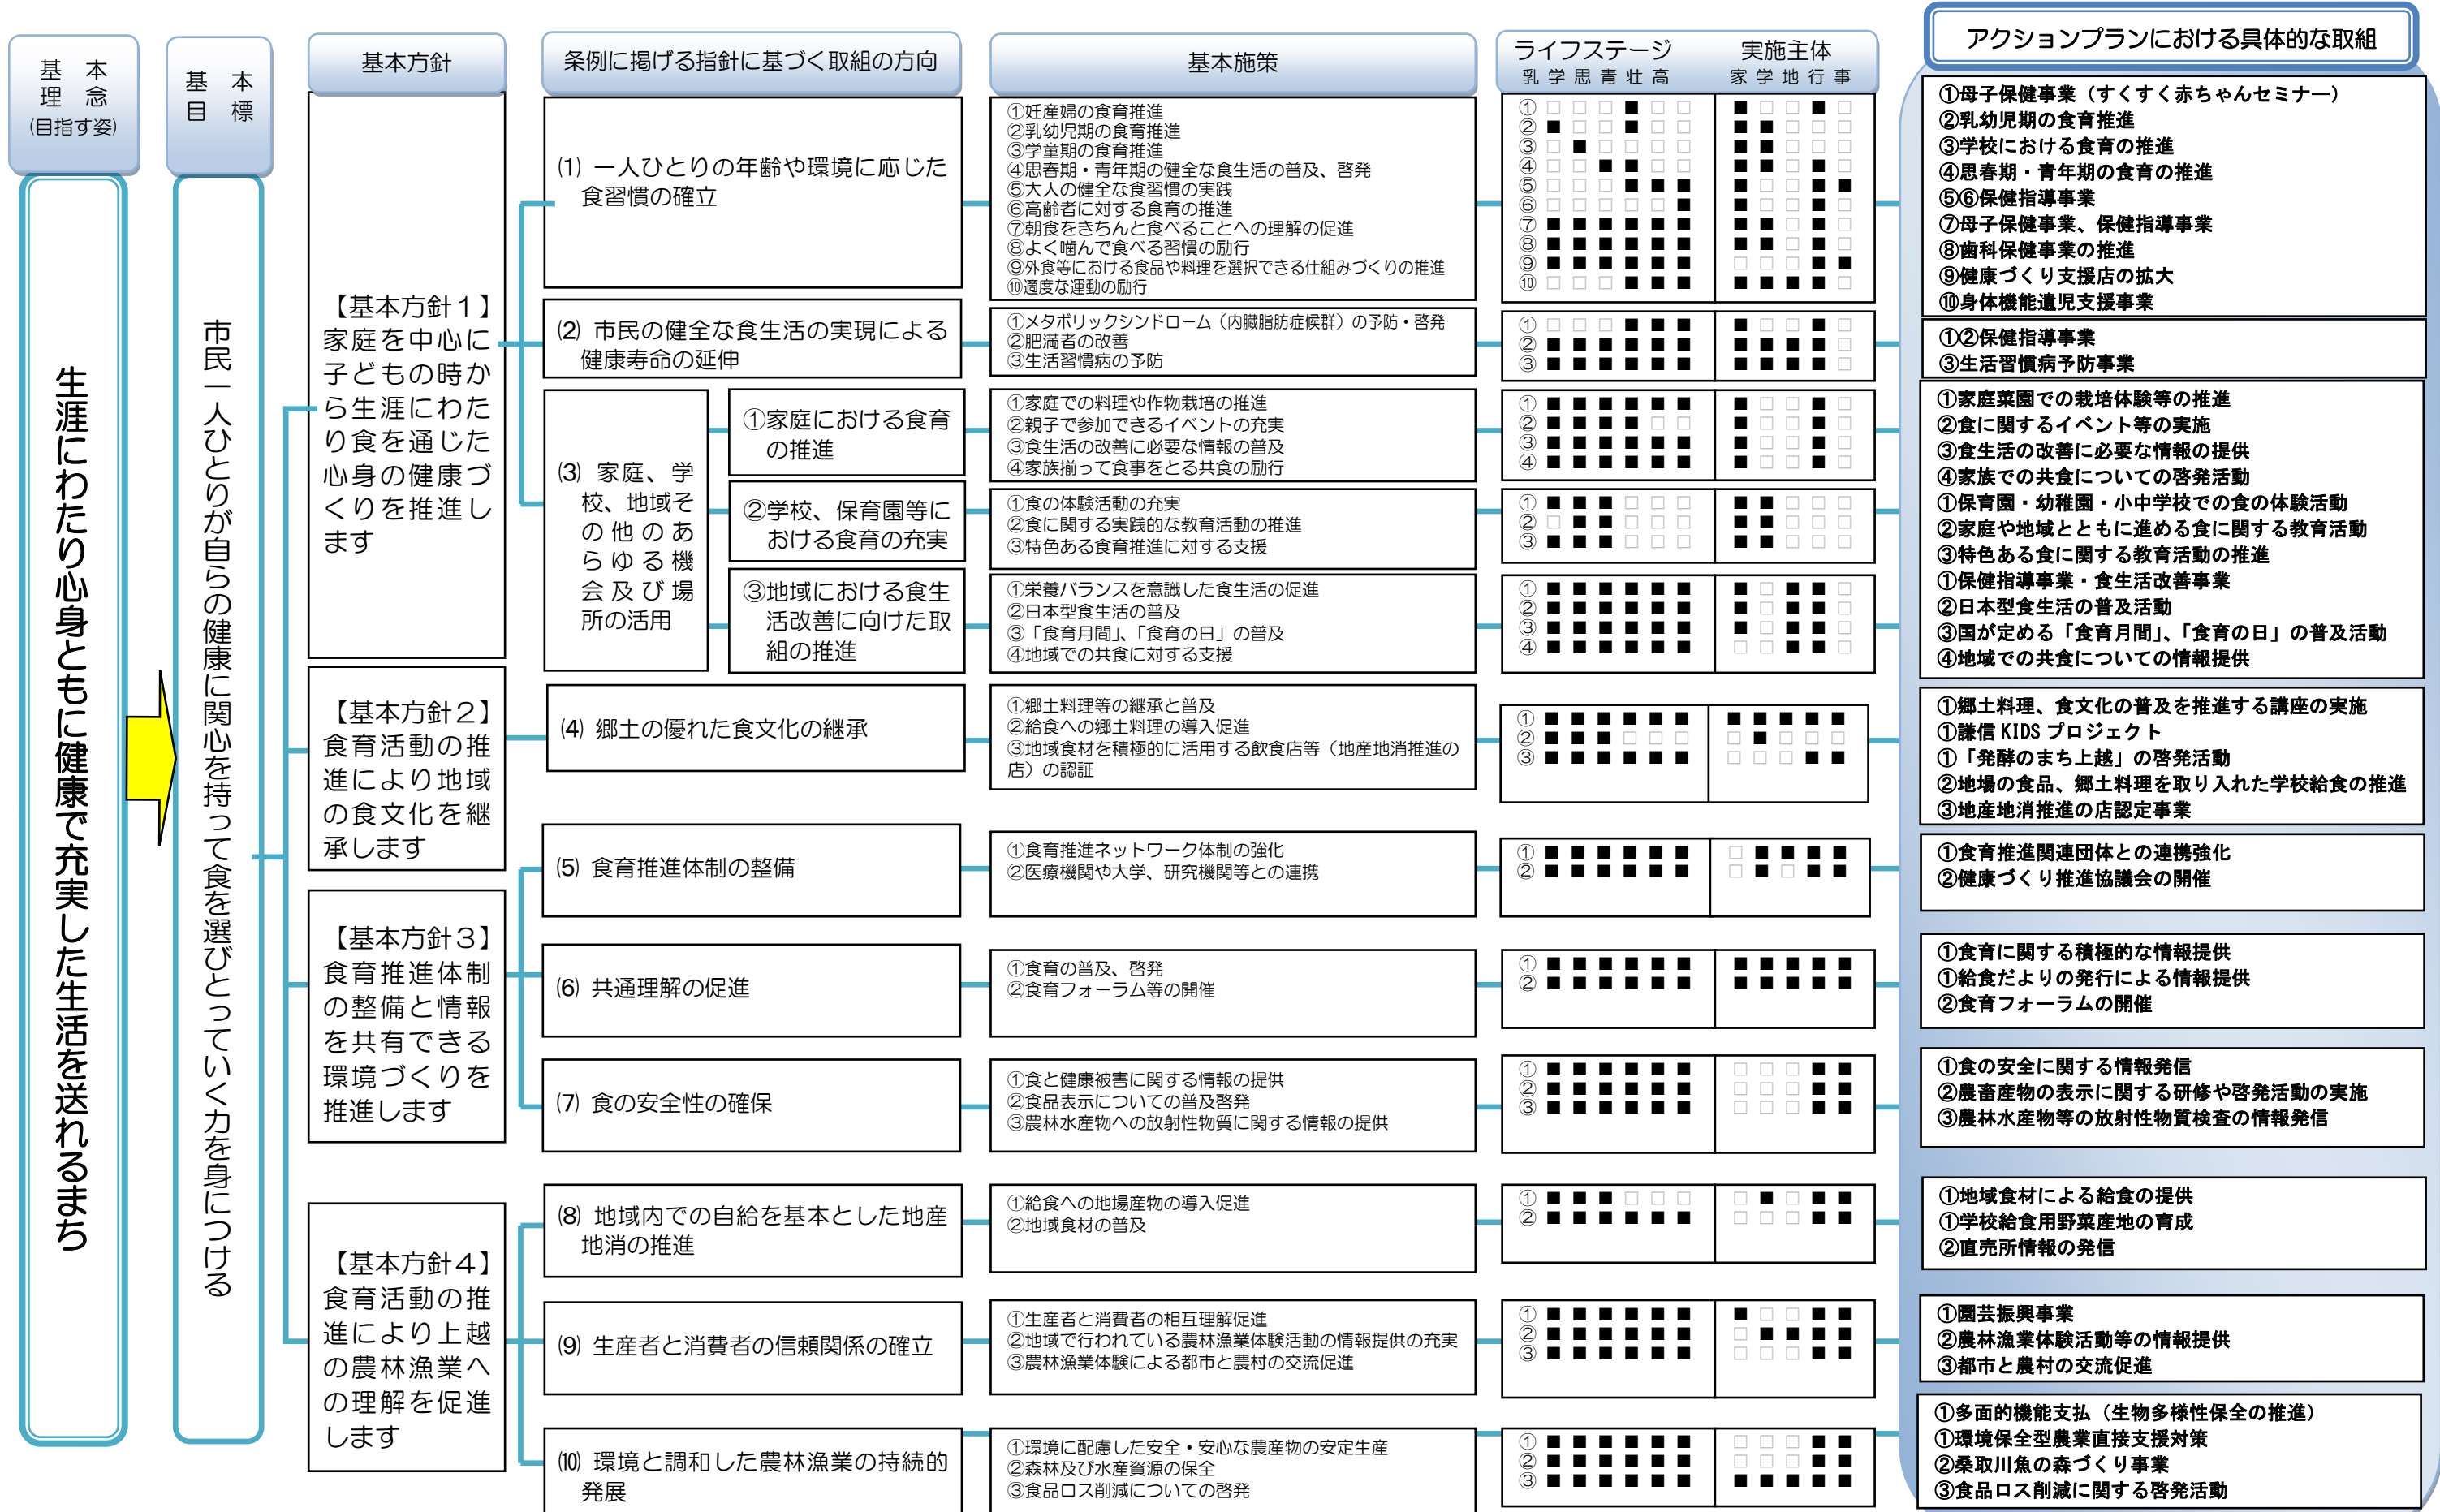 基　本
理　念
(目指す姿)
生涯にわたり心身ともに健康で充実した生活を送れるまち
基　本
目　標
市民一人ひとりが自らの健康に関心を持って食を選びとっていく力を身につける
基本方針
【基本方針１】
家庭を中心に
子どもの時か
ら生涯にわた
り食を通じた
心身の健康づ
くりを推進し
ます
【基本方針２】
食育活動の推
進により地域
の食文化を継
承します
【基本方針３】
食育推進体制
の整備と情報
を共有できる
環境づくりを
推進します
【基本方針４】
食育活動の推
進により上越
の農林漁業へ
の理解を促進
します
条例に掲げる指針に基づく取組の方向
⑴ 一人ひとりの年齢や環境に応じた
食習慣の確立
⑵ 市民の健全な食生活の実現による
健康寿命の延伸
⑶ 家庭、学
校、地域そ
の他のあ
らゆる機
会及び場
所の活用
①家庭における食育
の推進
②学校、保育園等に
おける食育の充実
③地域における食生
活改善に向けた取
組の推進
⑷ 郷土の優れた食文化の継承
⑸ 食育推進体制の整備
⑹ 共通理解の促進
⑺ 食の安全性の確保
⑻ 地域内での自給を基本とした地産
地消の推進
⑼ 生産者と消費者の信頼関係の確立
⑽ 環境と調和した農林漁業の持続的
発展
基本施策
①妊産婦の食育推進
②乳幼児期の食育推進
③学童期の食育推進
④思春期・青年期の健全な食生活の普及、啓発
⑤大人の健全な食習慣の実践
⑥高齢者に対する食育の推進
⑦朝食をきちんと食べることへの理解の促進
⑧よく噛んで食べる習慣の励行
⑨外食等における食品や料理を選択できる仕組みづくりの推進
⑩適度な運動の励行
①メタボリックシンドローム（内臓脂肪症候群）の予防・啓発
②肥満者の改善
③生活習慣病の予防
①家庭での料理や作物栽培の推進
②親子で参加できるイベントの充実
③食生活の改善に必要な情報の普及
④家族揃って食事をとる共食の励行
①食の体験活動の充実
②食に関する実践的な教育活動の推進
③特色ある食育推進に対する支援
①栄養バランスを意識した食生活の促進
②日本型食生活の普及
③「食育月間」、「食育の日」の普及
④地域での共食に対する支援
①郷土料理等の継承と普及
②給食への郷土料理の導入促進
③地域食材を積極的に活用する飲食店等（地産地消推進の
店）の認証
①食育推進ネットワーク体制の強化
②医療機関や大学、研究機関等との連携
①食育の普及、啓発
②食育フォーラム等の開催
①食と健康被害に関する情報の提供
②食品表示についての普及啓発
③農林水産物への放射性物質に関する情報の提供
①給食への地場産物の導入促進
②地域食材の普及
①生産者と消費者の相互理解促進
②地域で行われている農林漁業体験活動の情報提供の充実
③農林漁業体験による都市と農村の交流促進
①環境に配慮した安全・安心な農産物の安定生産
②森林及び水産資源の保全
③食品ロス削減についての啓発
ライフステージ　実施主体
乳 学 思 青 壮 高　家 学 地 行 事
① □ □ □ ■ □ □ ■ □ □ ■ □
② ■ □ □ ■ □ □ ■ ■ □ □ □
③ □ ■ □ □ □ □ ■ ■ □ □ □
④ □ □ ■ ■ □ □ ■ ■ □ ■ □
⑤ □ □ □ ■ ■ ■ ■ □ □ ■ ■
⑥ □ □ □ □ □ ■ ■ □ □ ■ □
⑦ ■ ■ ■ ■ ■ ■ ■ ■ □ ■ □
⑧ ■ ■ ■ ■ ■ ■ ■ ■ □ ■ □
⑨ ■ ■ ■ ■ ■ ■ □ □ □ ■ ■
⑩ □ □ □ ■ ■ ■ ■ ■ ■ ■ □
① □ □ □ ■ ■ ■ ■ □ □ ■ □
② ■ ■ ■ ■ ■ ■ ■ ■ ■ ■ □
③ ■ ■ ■ ■ ■ ■ ■ ■ ■ ■ □
① ■ ■ ■ ■ ■ ■ ■ □ □ ■ □
② ■ ■ ■ ■ □ □ ■ □ □ ■ □
③ ■ ■ ■ ■ ■ ■ ■ □ □ ■ □
④ ■ ■ ■ ■ ■ ■ ■ □ □ ■ □
① ■ ■ ■ □ □ □ ■ ■ □ □ □
② □ ■ ■ □ □ □ ■ ■ □ □ □
③ ■ ■ ■ □ □ □ ■ ■ □ □ □
① ■ ■ ■ ■ ■ ■ ■ □ ■ ■ □
② ■ ■ ■ ■ ■ ■ ■ □ ■ ■ □
③ ■ ■ ■ ■ ■ ■ ■ □ ■ ■ □
④ ■ ■ ■ ■ ■ ■ □ □ ■ ■ □
① ■ ■ ■ ■ ■ ■ ■ ■ ■ ■ ■
② ■ ■ ■ □ □ □ □ ■ □ □ □
③ ■ ■ ■ ■ ■ ■ □ □ □ ■ ■
① ■ ■ ■ ■ ■ ■ □ ■ ■ ■ ■
② ■ ■ ■ ■ ■ ■ □ ■ □ ■ ■
① ■ ■ ■ ■ ■ ■ ■ ■ ■ ■ ■
② ■ ■ ■ ■ ■ ■ ■ ■ ■ ■ ■
① ■ ■ ■ ■ ■ ■ □ □ □ ■ ■
② ■ ■ ■ ■ ■ ■ □ □ □ ■ ■
③ ■ ■ ■ ■ ■ ■ □ □ □ ■ ■
① ■ ■ ■ □ □ □ □ ■ □ ■ ■
② ■ ■ ■ ■ ■ ■ □ □ □ ■ ■
① ■ ■ ■ ■ ■ ■ ■ □ □ ■ ■
② ■ ■ ■ ■ ■ ■ □ ■ ■ ■ ■
③ ■ ■ ■ ■ ■ ■ □ □ □ ■ ■
① ■ ■ ■ ■ ■ ■ □ □ □ ■ ■
② ■ ■ ■ ■ ■ ■ □ □ □ ■ ■
③ ■ ■ ■ ■ ■ ■ ■ ■ ■ ■ ■
アクションプランにおける具体的な取組
①母子保健事業（すくすく赤ちゃんセミナー）
②乳幼児期の食育推進
③学校における食育の推進
④思春期・青年期の食育の推進
⑤⑥保健指導事業
⑦母子保健事業、保健指導事業
⑧歯科保健事業の推進
⑨健康づくり支援店の拡大
⑩身体機能遺児支援事業
①②保健指導事業
③生活習慣病予防事業
①家庭菜園での栽培体験等の推進
②食に関するイベント等の実施
③食生活の改善に必要な情報の提供
④家族での共食についての啓発活動
①保育園・幼稚園・小中学校での食の体験活動
②家庭や地域とともに進める食に関する教育活動
③特色ある食に関する教育活動の推進
①保健指導事業・食生活改善事業
②日本型食生活の普及活動
③国が定める「食育月間」、「食育の日」の普及活動
④地域での共食についての情報提供
①郷土料理、食文化の普及を推進する講座の実施
①謙信 KIDS プロジェクト
①「発酵のまち上越」の啓発活動
②地場の食品、郷土料理を取り入れた学校給食の推進
③地産地消推進の店認定事業
①食育推進関連団体との連携強化
②健康づくり推進協議会の開催
①食育に関する積極的な情報提供
①給食だよりの発行による情報提供
②食育フォーラムの開催
①食の安全に関する情報発信
②農畜産物の表示に関する研修や啓発活動の実施
③農林水産物等の放射性物質検査の情報発信
①地域食材による給食の提供
①学校給食用野菜産地の育成
②直売所情報の発信
①園芸振興事業
②農林漁業体験活動等の情報提供
③都市と農村の交流促進
①多面的機能支払（生物多様性保全の推進）
①環境保全型農業直接支援対策
②桑取川魚の森づくり事業
③食品ロス削減に関する啓発活動